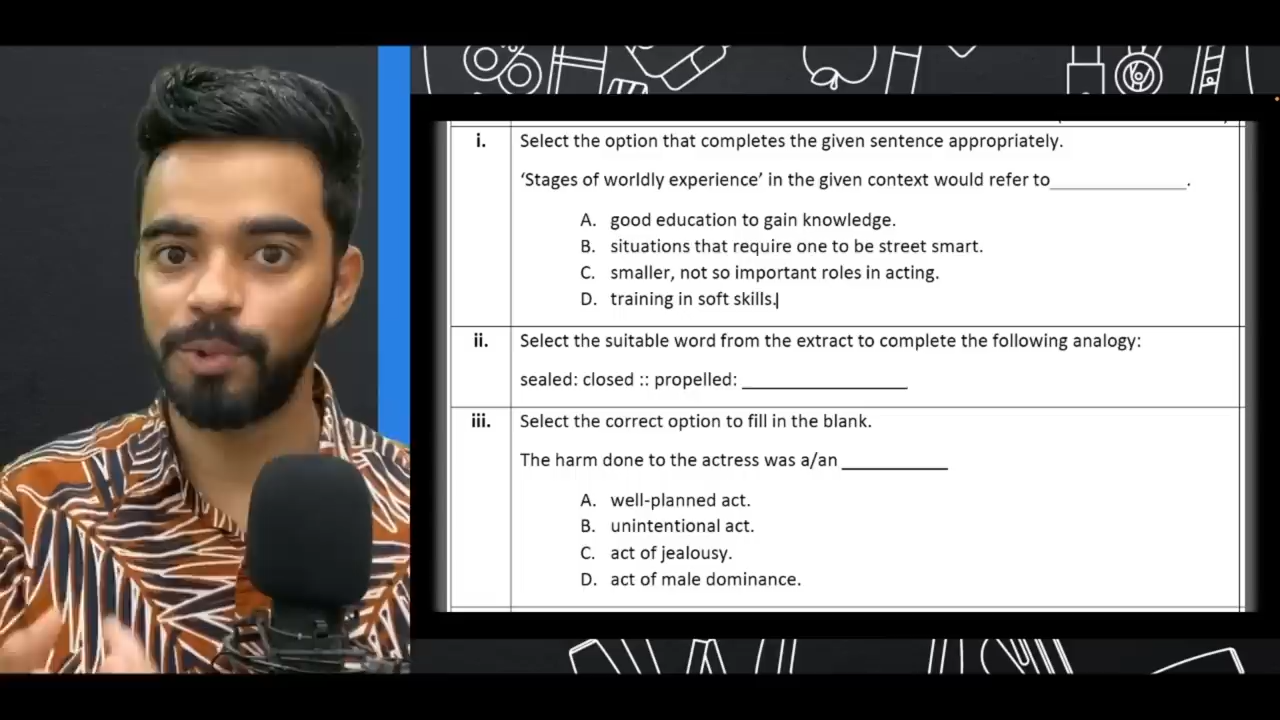 i. Select the option that completes the given sentence appropriately.
‘Stages of worldly experience’ in the given context would refer to______________.
A. good education to gain knowledge.
B. situations that require one to be street smart.
C. smaller, not so important roles in acting.
D. training in soft skills.
ii. Select the suitable word from the extract to complete the following analogy:
sealed: closed :: propelled: _________________
iii. Select the correct option to fill in the blank.
The harm done to the actress was a/an ___________
A. well-planned act.
B. unintentional act.
C. act of jealousy.
D. act of male dominance.